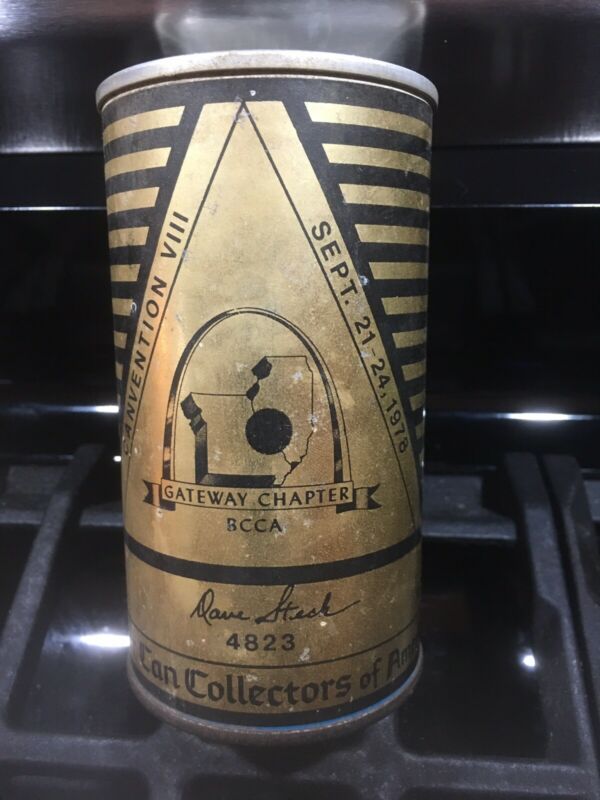 CANVENTION VIII
SEPT. 21-24, 1978
GATEWAY CHAPTER
BCCA
Dave Steck
4823
Can Collectors of